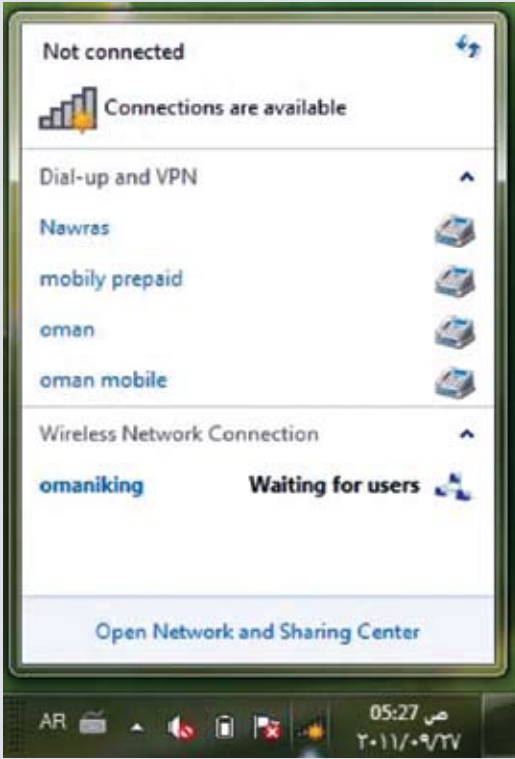 Not connected
Connections are available
Dial-up and VPN
Nawras
mobily prepaid
oman
oman mobile
Wireless Network Connection
omaniking Waiting for users
Open Network and Sharing Center
AR
05:27 ص
٢٠١١/٠٩/٢٧